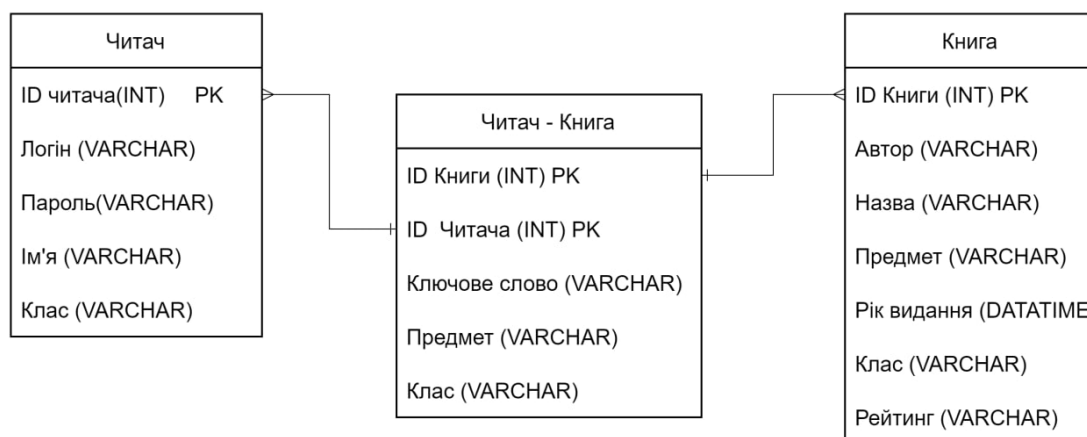 Читач
ID читача(INT) PK
Логін (VARCHAR)
Пароль(VARCHAR)
Ім'я (VARCHAR)
Клас (VARCHAR)
Читач - Книга
ID Книги (INT) PK
ID Читача (INT) PK
Ключове слово (VARCHAR)
Предмет (VARCHAR)
Клас (VARCHAR)
Книга
ID Книги (INT) PK
Автор (VARCHAR)
Назва (VARCHAR)
Предмет (VARCHAR)
Рік видання (DATATIME
Клас (VARCHAR)
Рейтинг (VARCHAR)